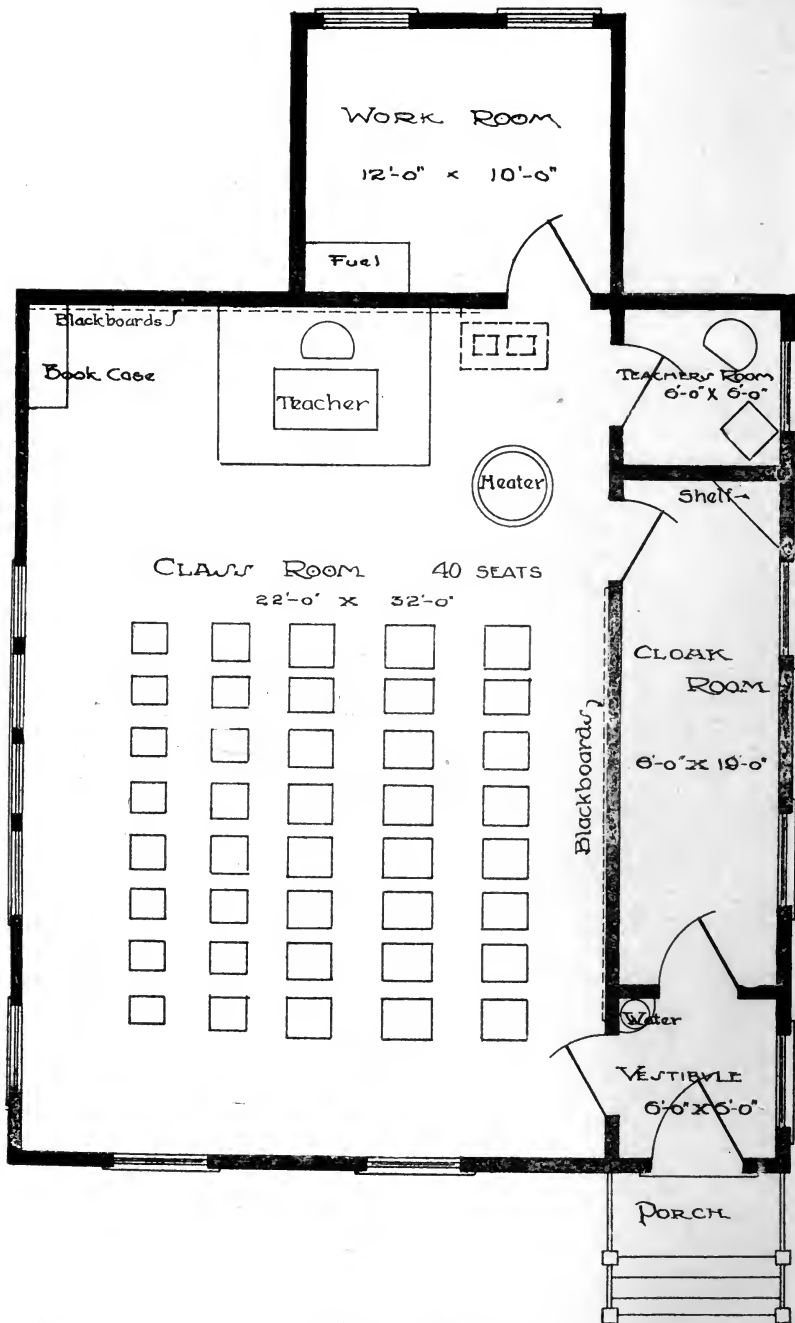 WORK ROOM
12'-0" x 10'-0"
Fuel
Blackboards
Book Case
Teacher
TEACHERS ROOM
6'-0" X 6'-0"
Heater
Shelf
CLASS ROOM 40 SEATS
22'-0" X 32'-0"
CLOAK
ROOM
6'-0" X 19'-0"
Blackboards
Water
VESTIBVLE
6'-0" X 6'-0"
PORCH